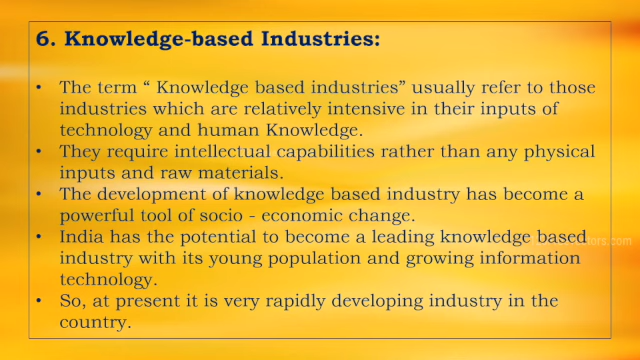 6. Knowledge-based Industries:
• The term “ Knowledge based industries” usually refer to those
industries which are relatively intensive in their inputs of
technology and human Knowledge.
• They require intellectual capabilities rather than any physical
inputs and raw materials.
• The development of knowledge based industry has become a
powerful tool of socio - economic change.
• India has the potential to become a leading knowledge based
industry with its young population and growing information
technology.
• So, at present it is very rapidly developing industry in the
country.